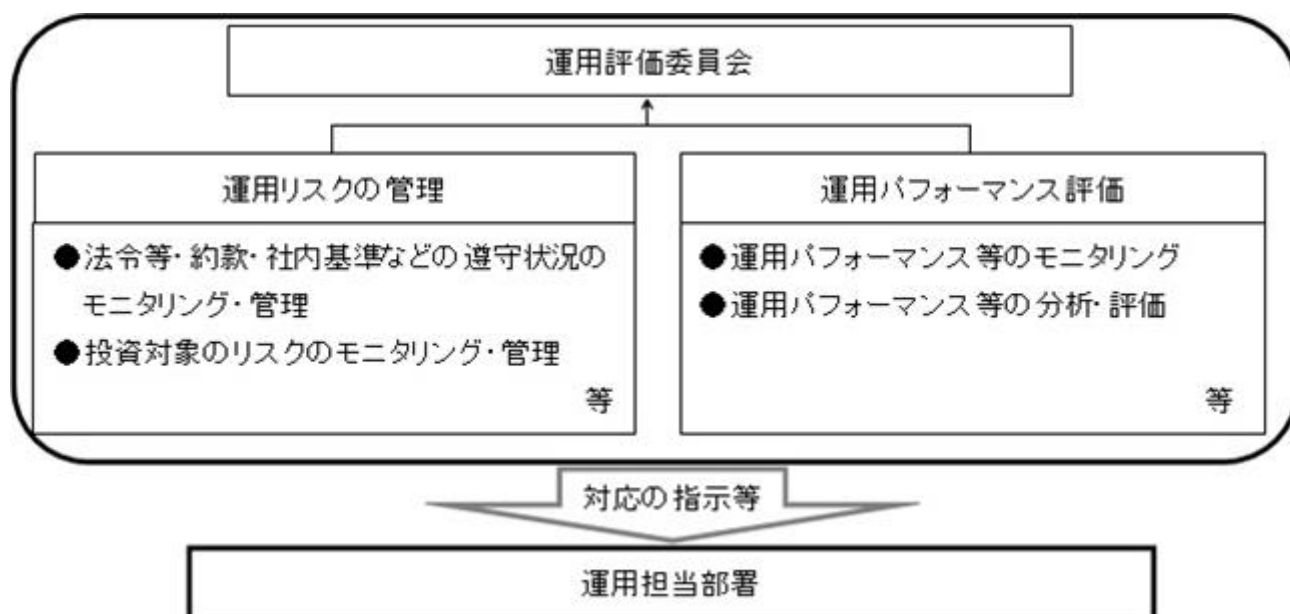 運用評価委員会
運用リスクの管理
●法令等・約款・社内基準などの遵守状況の
モニタリング・管理
●投資対象のリスクのモニタリング・管理
等
運用パフォーマンス評価
●運用パフォーマンス等のモニタリング
●運用パフォーマンス等の分析・評価
等
対応の指示等
運用担当部署